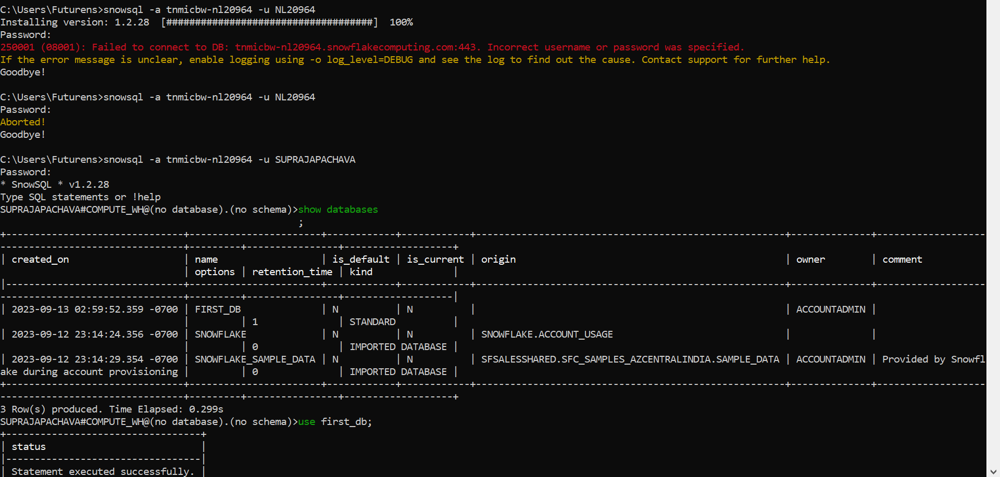 C:\Users\Futurens>snowsql -a tnmicbw-nl20964 -u NL20964
Installing version: 1.2.28  [####################################]  100%
Password:
250001 (08001): Failed to connect to DB: tnmicbw-nl20964.snowflakecomputing.com:443. Incorrect username or password was specified.
If the error message is unclear, enable logging using -o log_level=DEBUG and see the log to find out the cause. Contact support for further help.
Goodbye!
C:\Users\Futurens>snowsql -a tnmicbw-nl20964 -u NL20964
Password:
Aborted!
Goodbye!
C:\Users\Futurens>snowsql -a tnmicbw-nl20964 -u SUPRAJAPACHAVA
Password:
* SnowSQL * v1.2.28
Type SQL statements or !help
SUPRAJAPACHAVA#COMPUTE_WH@(no database).(no schema)>show databases
;
+-------------------------------+-----------------------+------------+------------+------------------------------------------------------+--------------+-------------------
--------------------------------+---------+----------------+-------------------+
| created_on                    | name                  | is_default | is_current | origin                                               | owner        | comment
                                | options | retention_time | kind              |
|-------------------------------+-----------------------+------------+------------+------------------------------------------------------+--------------+-------------------
--------------------------------+---------+----------------+-------------------|
| 2023-09-13 02:59:52.359 -0700 | FIRST_DB              | N          | N          |                                                      | ACCOUNTADMIN |
                                |         | 1              | STANDARD          |
| 2023-09-12 23:14:24.356 -0700 | SNOWFLAKE             | N          | N          | SNOWFLAKE.ACCOUNT_USAGE                              |              |
                                |         | 0              | IMPORTED DATABASE |
| 2023-09-12 23:14:29.354 -0700 | SNOWFLAKE_SAMPLE_DATA | N          | N          | SFSALESSHARED.SFC_SAMPLES_AZCENTRALINDIA.SAMPLE_DATA | ACCOUNTADMIN | Provided by Snowfl
ake during account provisioning |         | 0              | IMPORTED DATABASE |
+-------------------------------+-----------------------+------------+------------+------------------------------------------------------+--------------+-------------------
--------------------------------+---------+----------------+-------------------+
3 Row(s) produced. Time Elapsed: 0.299s
SUPRAJAPACHAVA#COMPUTE_WH@(no database).(no schema)>use first_db;
+----------------------------------+
| status                           |
|----------------------------------|
| Statement executed successfully. |